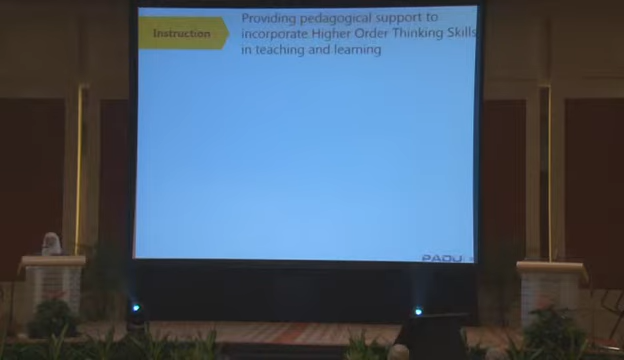 Instruction
Providing pedagogical support to
incorporate Higher Order Thinking Skills
in teaching and learning
PADU